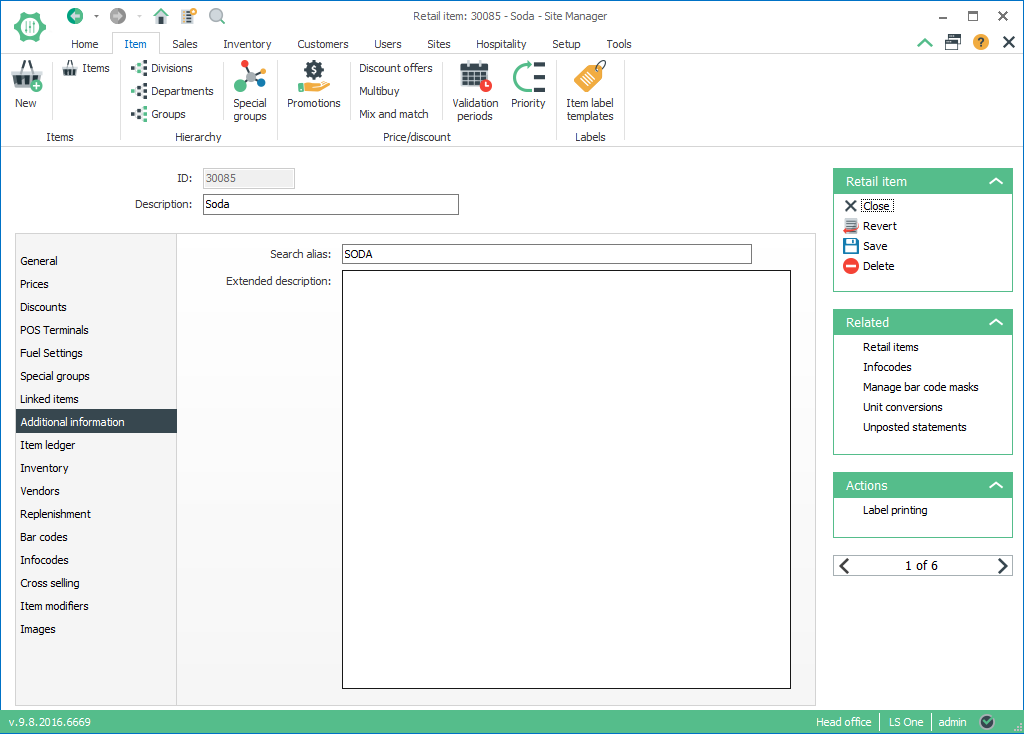 Retail item: 30085 - Soda - Site Manager
Home Item Sales Inventory Customers Users Sites Hospitality Setup Tools
New
Items
Items
Divisions
Departments
Groups
Special groups
Hierarchy
Promotions
Discount offers
Multibuy
Mix and match
Validation periods
Priority
Price/discount
Item label templates
Labels
ID: 30085
Description: Soda
General
Prices
Discounts
POS Terminals
Fuel Settings
Special groups
Linked items
Additional information
Item ledger
Inventory
Vendors
Replenishment
Bar codes
Infocodes
Cross selling
Item modifiers
Images
Search alias: SODA
Extended description:
Retail item
Close
Revert
Save
Delete
Related
Retail items
Infocodes
Manage bar code masks
Unit conversions
Unposted statements
Actions
Label printing
1 of 6
v.9.8.2016.6669
Head office LS One admin